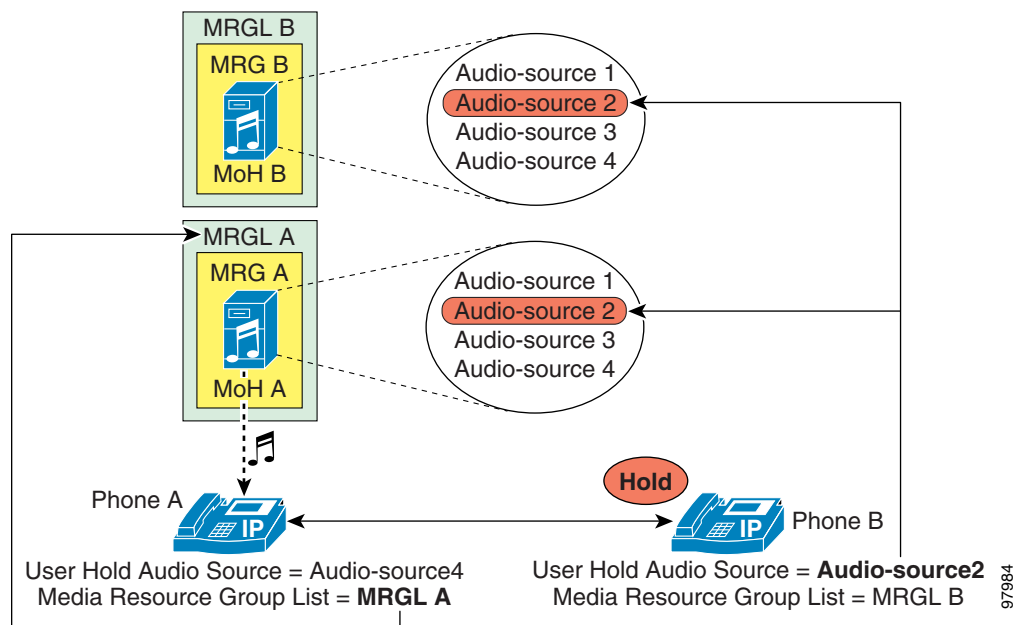 MRGL B
MRG B
MoH B
Audio-source 1
Audio-source 2
Audio-source 3
Audio-source 4
MRGL A
MRG A
MoH A
Audio-source 1
Audio-source 2
Audio-source 3
Audio-source 4
Hold
Phone A
IP
IP
Phone B
User Hold Audio Source = Audio-source4
Media Resource Group List = MRGL A
User Hold Audio Source = Audio-source2
Media Resource Group List = MRGL B
97984